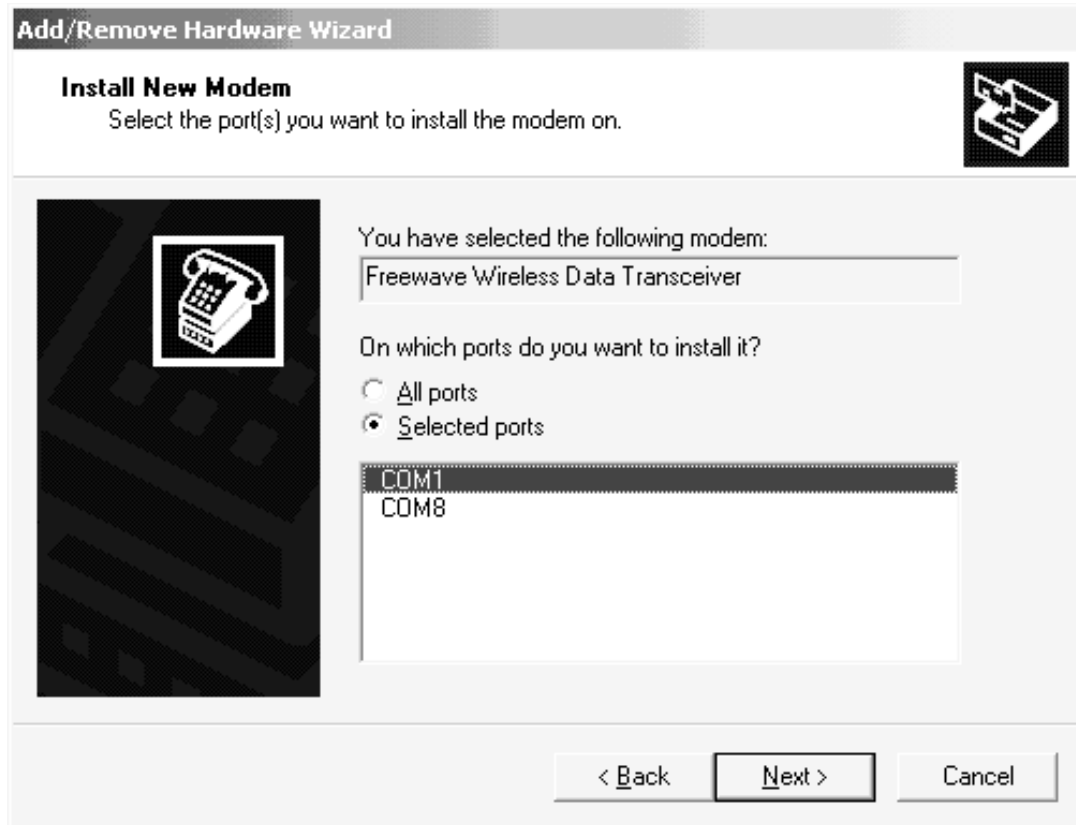 Add/Remove Hardware Wizard
Install New Modem
Select the port(s) you want to install the modem on.
You have selected the following modem:
Freewave Wireless Data Transceiver
On which ports do you want to install it?
All ports
Selected ports
COM1
COM8
< Back Next > Cancel